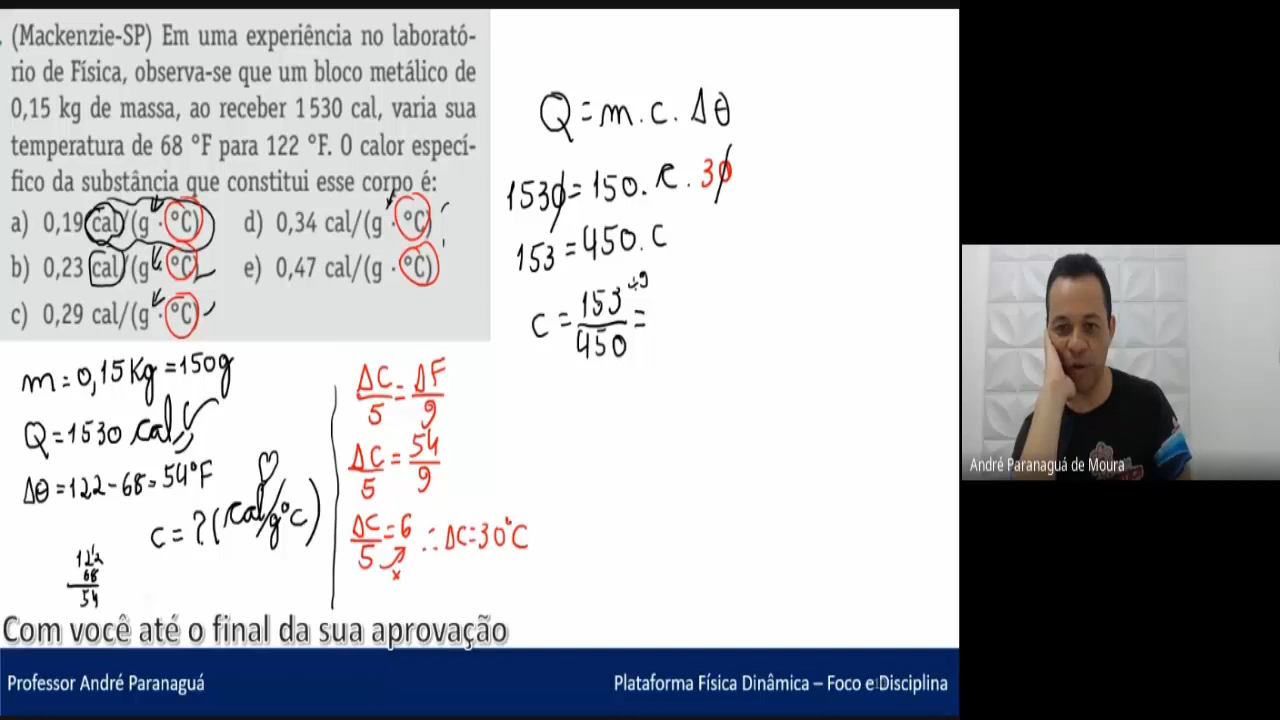 (Mackenzie-SP) Em uma experiência no laborató-
rio de Física, observa-se que um bloco metálico de
0,15 kg de massa, ao receber 1 530 cal, varia sua
temperatura de 68 °F para 122 °F. O calor especí-
fico da substância que constitui esse corpo é:
a) 0,19 cal/(g · °C) d) 0,34 cal/(g · °C)
b) 0,23 cal/(g · °C) e) 0,47 cal/(g · °C)
c) 0,29 cal/(g · °C)
m = 0,15 Kg = 150g
Q = 1530 cal
Δθ = 122 - 68 = 54°F
c = ? (cal/g°C)
122
68
54
ΔC/5 = ΔF/9
ΔC/5 = 54/9
ΔC/5 = 6 ∴ ΔC = 30°C
x
Q = m . c . Δθ
1530 = 150 . c . 30
153 = 450 . c
c = 153/450 =
÷9
André Paranaguá de Moura
Com você até o final da sua aprovação
Professor André Paranaguá
Plataforma Física Dinâmica – Foco e Disciplina